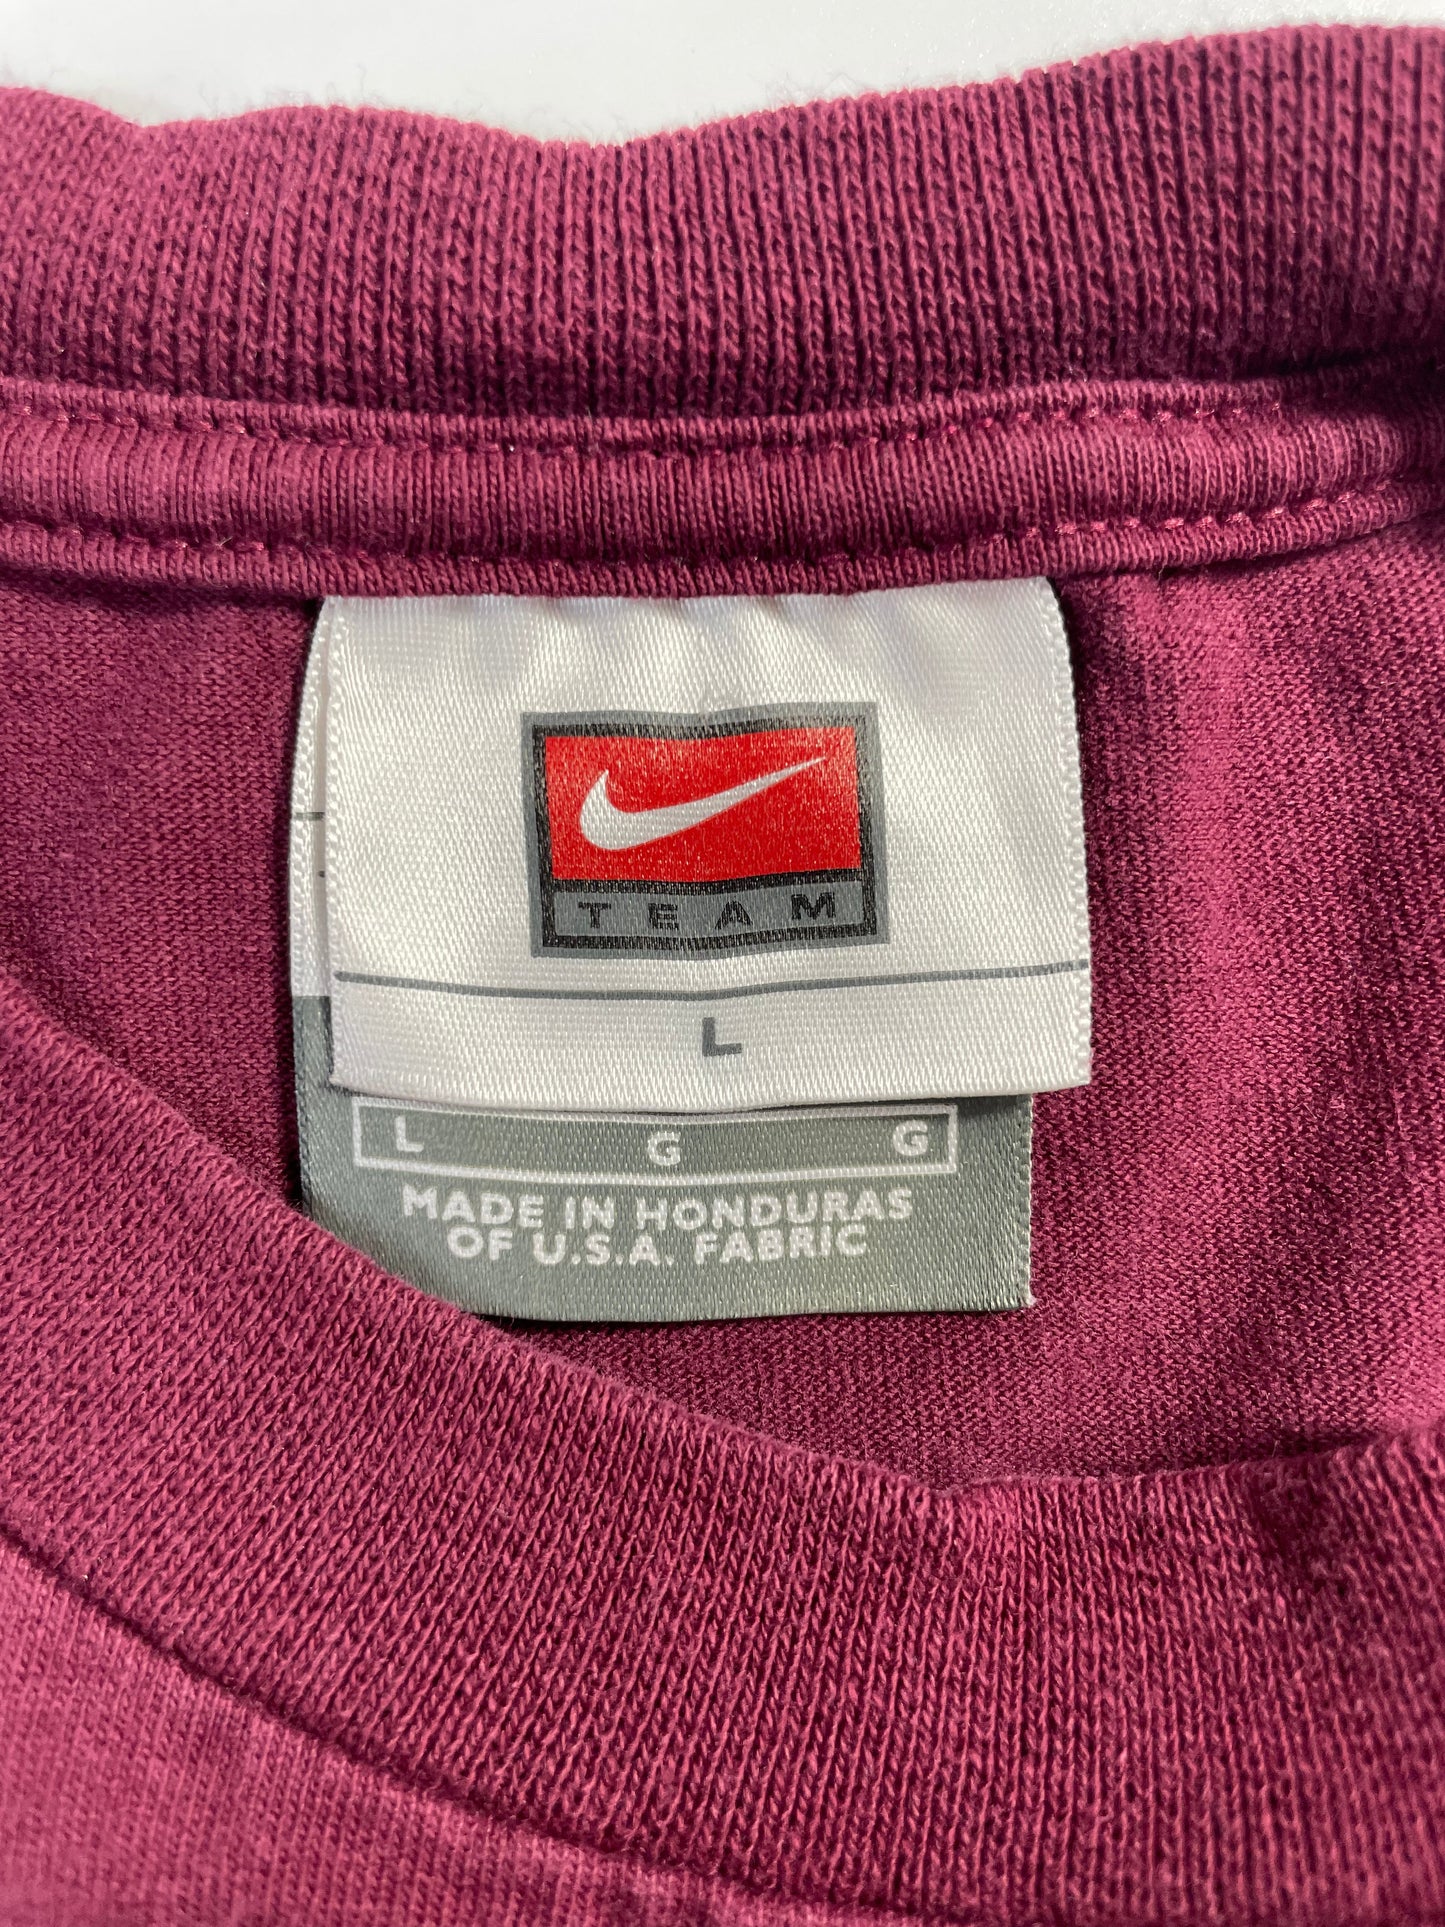 TEAM
L
L G G
MADE IN HONDURAS
OF U.S.A. FABRIC